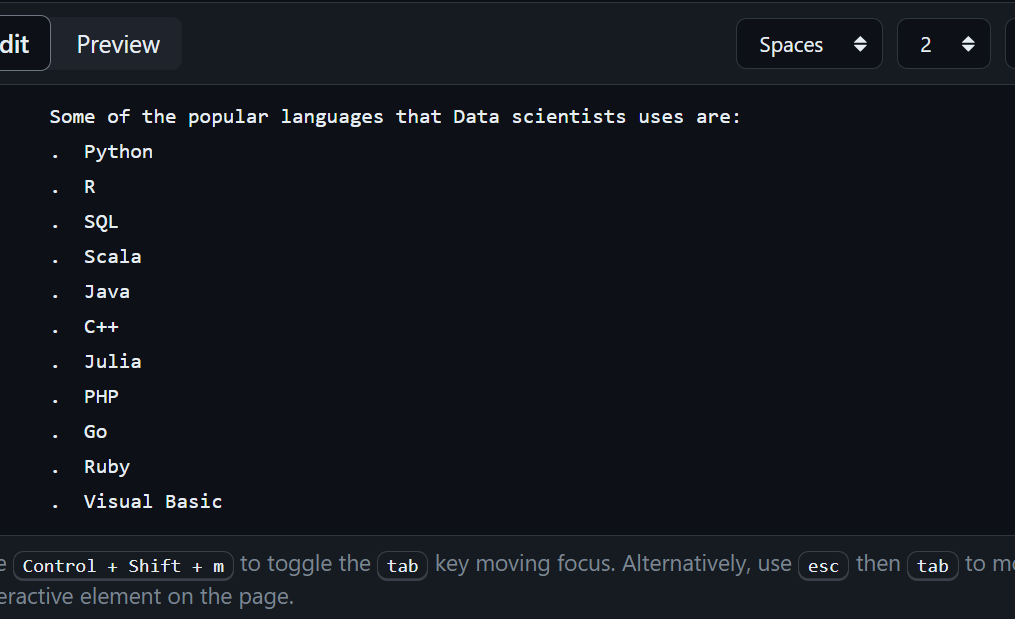 dit Preview Spaces 2
Some of the popular languages that Data scientists uses are:
. Python
. R
. SQL
. Scala
. Java
. C++
. Julia
. PHP
. Go
. Ruby
. Visual Basic
e Control + Shift + m to toggle the tab key moving focus. Alternatively, use esc then tab to mo
eractive element on the page.